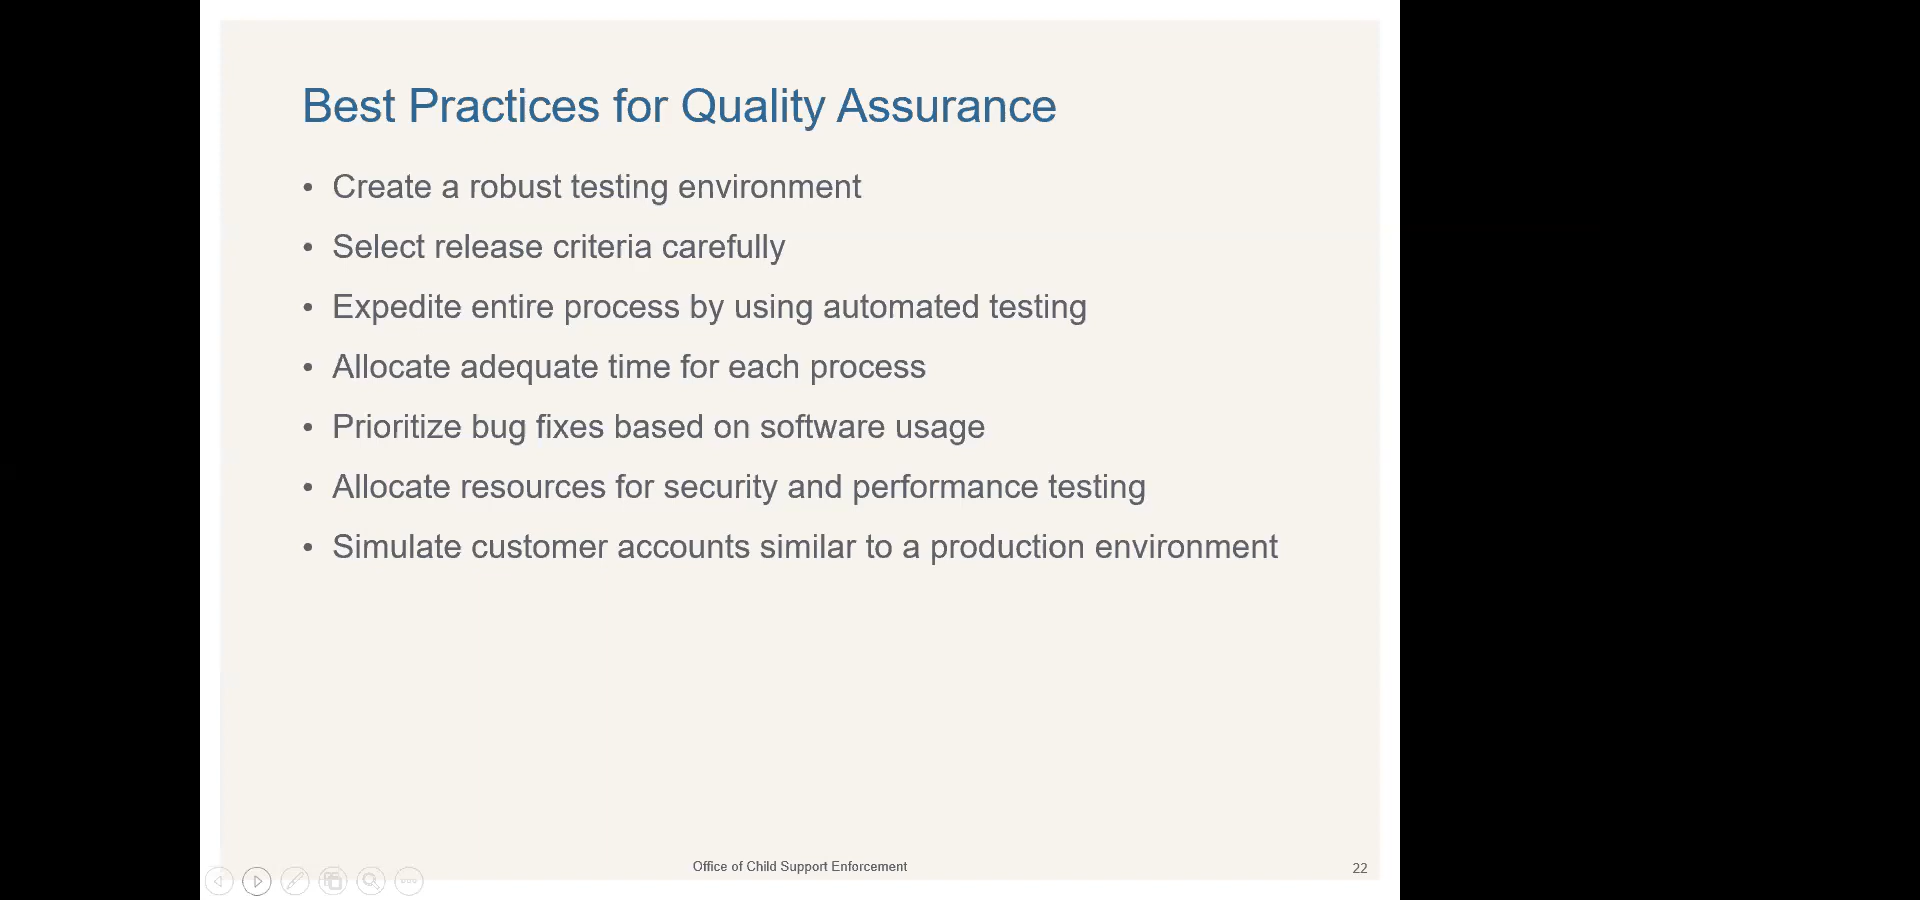 Best Practices for Quality Assurance
• Create a robust testing environment
• Select release criteria carefully
• Expedite entire process by using automated testing
• Allocate adequate time for each process
• Prioritize bug fixes based on software usage
• Allocate resources for security and performance testing
• Simulate customer accounts similar to a production environment
Office of Child Support Enforcement
22